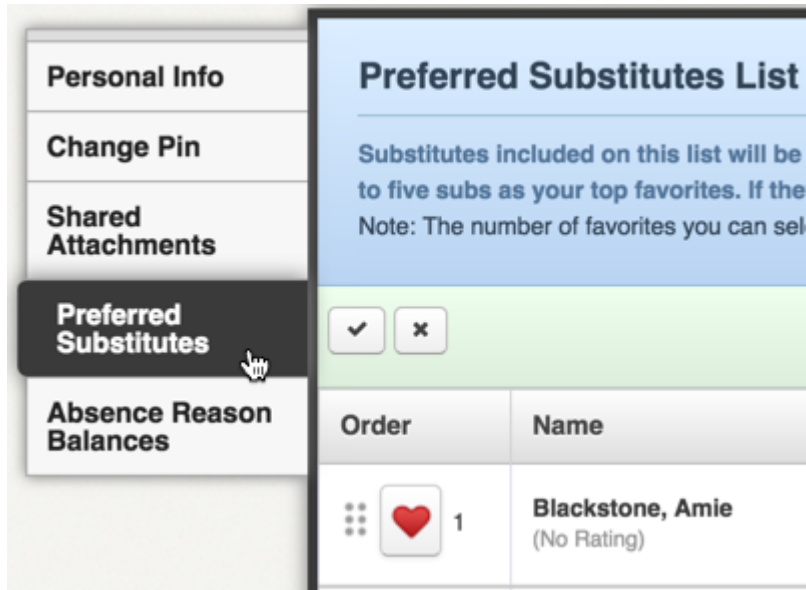 Personal Info
Change Pin
Shared
Attachments
Preferred
Substitutes
Absence Reason
Balances
Preferred Substitutes List
Substitutes included on this list will be
to five subs as your top favorites. If the
Note: The number of favorites you can sel
Order
Name
1
Blackstone, Amie
(No Rating)